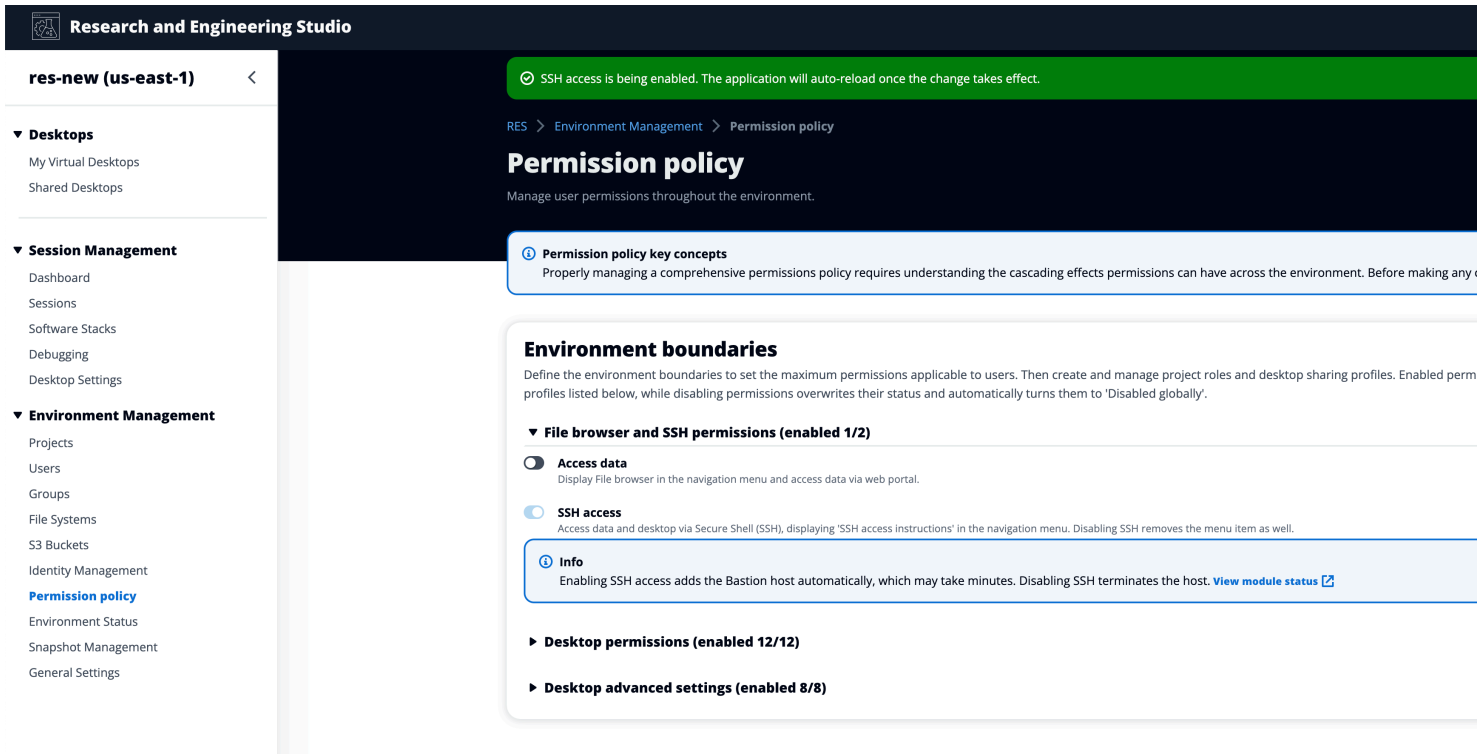 Research and Engineering Studio
res-new (us-east-1)
Desktops
My Virtual Desktops
Shared Desktops
Session Management
Dashboard
Sessions
Software Stacks
Debugging
Desktop Settings
Environment Management
Projects
Users
Groups
File Systems
S3 Buckets
Identity Management
Permission policy
Environment Status
Snapshot Management
General Settings
SSH access is being enabled. The application will auto-reload once the change takes effect.
RES > Environment Management > Permission policy
Permission policy
Manage user permissions throughout the environment.
Permission policy key concepts
Properly managing a comprehensive permissions policy requires understanding the cascading effects permissions can have across the environment. Before making any
Environment boundaries
Define the environment boundaries to set the maximum permissions applicable to users. Then create and manage project roles and desktop sharing profiles. Enabled perm
profiles listed below, while disabling permissions overwrites their status and automatically turns them to 'Disabled globally'.
File browser and SSH permissions (enabled 1/2)
Access data
Display File browser in the navigation menu and access data via web portal.
SSH access
Access data and desktop via Secure Shell (SSH), displaying 'SSH access instructions' in the navigation menu. Disabling SSH removes the menu item as well.
Info
Enabling SSH access adds the Bastion host automatically, which may take minutes. Disabling SSH terminates the host. View module status
Desktop permissions (enabled 12/12)
Desktop advanced settings (enabled 8/8)